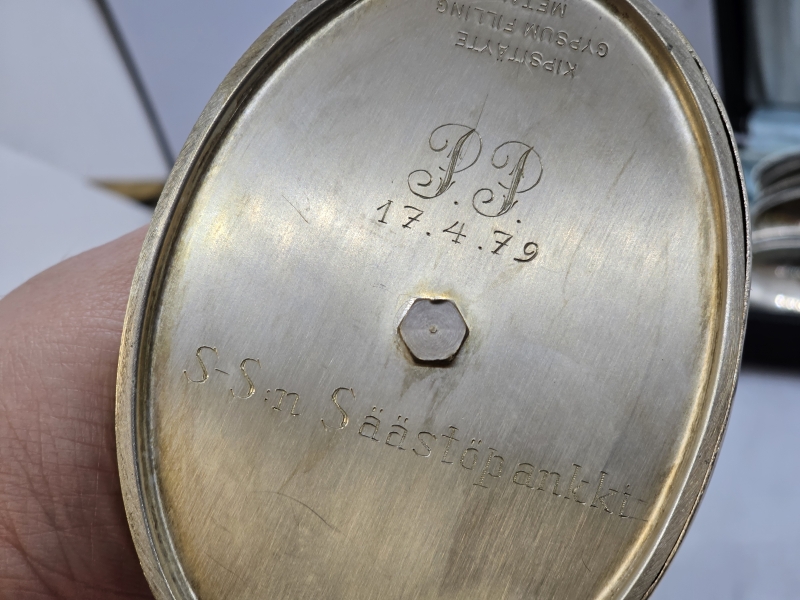 KIPSITÄYTE
GYPSUM FILLING
P.P.
17.4.79
S-S:n Säästöpankki